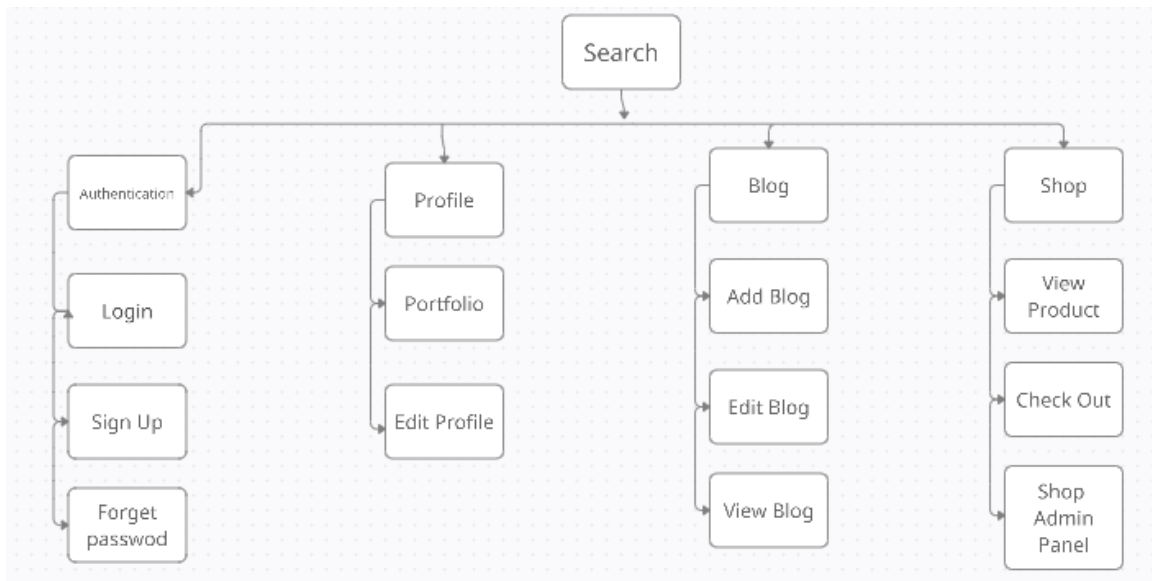 Search
Authentication
Login
Sign Up
Forget
passwod
Profile
Portfolio
Edit Profile
Blog
Add Blog
Edit Blog
View Blog
Shop
View
Product
Check Out
Shop
Admin
Panel